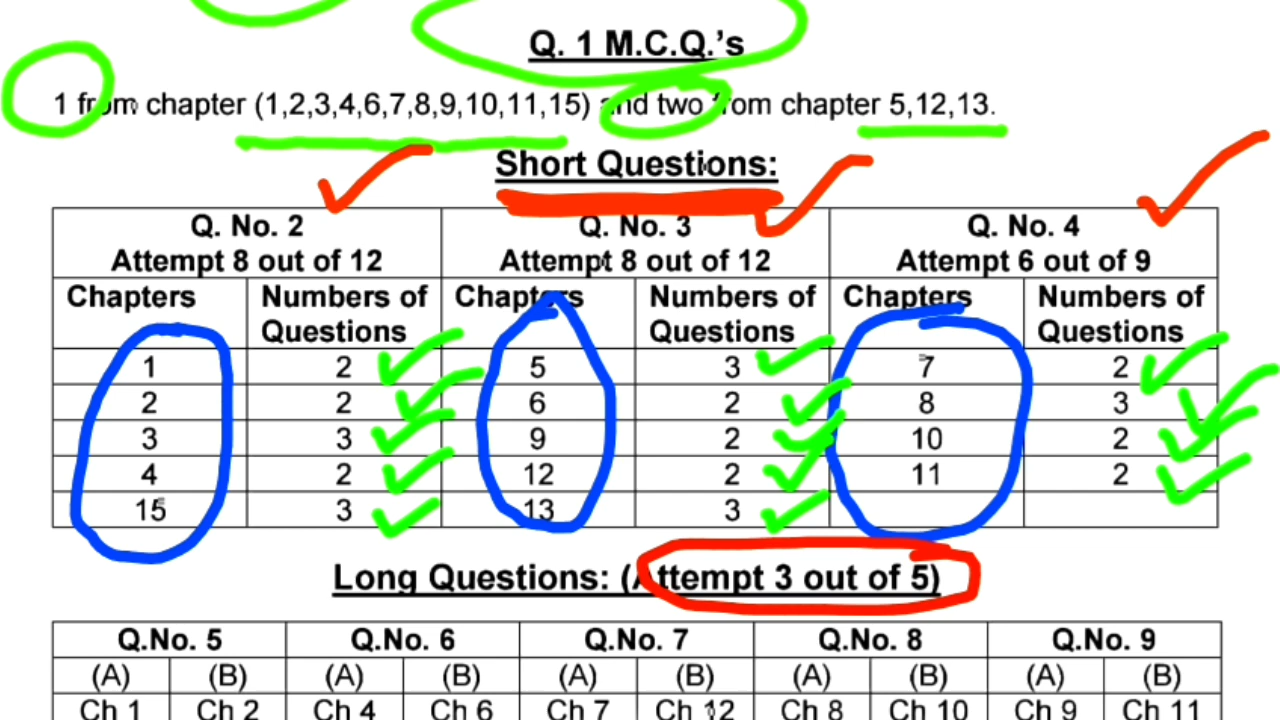 Q. 1 M.C.Q.'s
1 from chapter (1,2,3,4,6,7,8,9,10,11,15) and two from chapter 5,12,13.
Short Questions:
Q. No. 2 Q. No. 3 Q. No. 4
Attempt 8 out of 12 Attempt 8 out of 12 Attempt 6 out of 9
Chapters Numbers of Chapters Numbers of Chapters Numbers of
Questions Questions Questions
1 2 5 3 7 2
2 2 6 2 8 3
3 3 9 2 10 2
4 2 12 2 11 2
15 3 13 3
Long Questions: (Attempt 3 out of 5)
Q.No. 5 Q.No. 6 Q.No. 7 Q.No. 8 Q.No. 9
(A) (B) (A) (B) (A) (B) (A) (B) (A) (B)
Ch 1 Ch 2 Ch 4 Ch 6 Ch 7 Ch 12 Ch 8 Ch 10 Ch 9 Ch 11